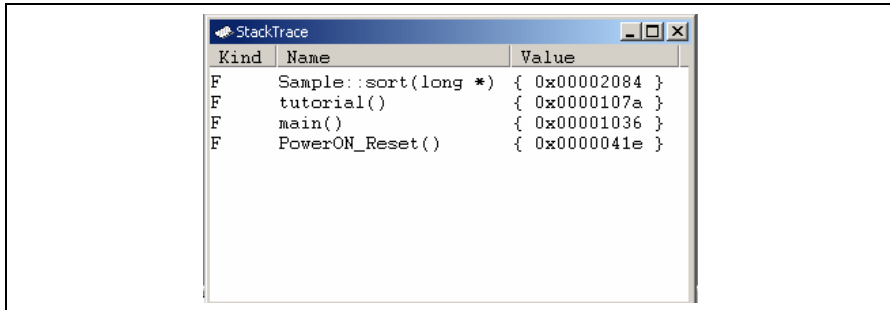 StackTrace
Kind Name Value
F Sample::sort(long *) { 0x00002084 }
F tutorial() { 0x0000107a }
F main() { 0x00001036 }
F PowerON_Reset() { 0x0000041e }